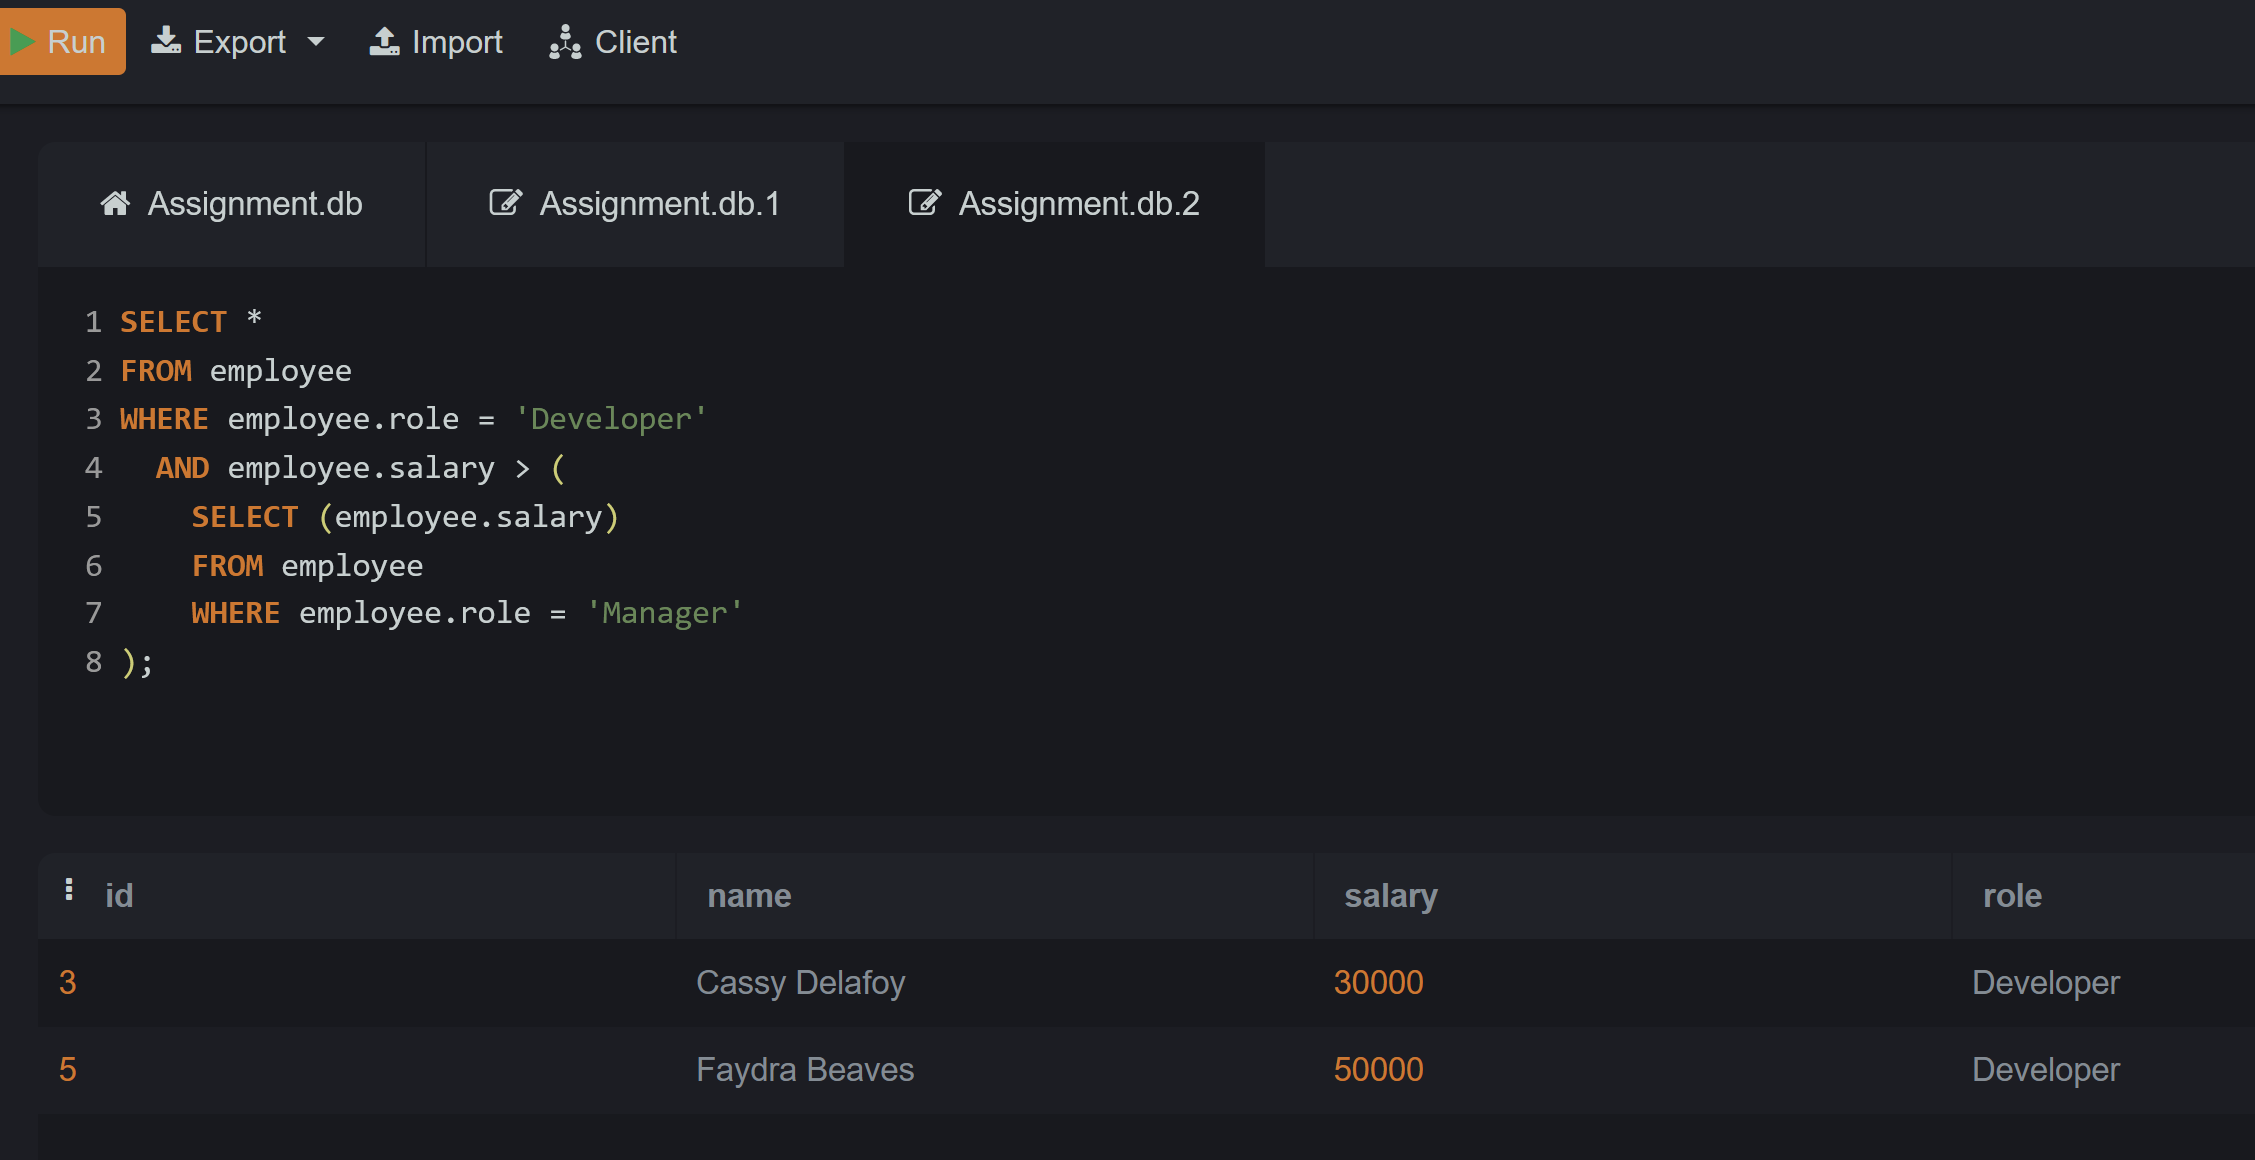 Run Export Import Client
Assignment.db Assignment.db.1 Assignment.db.2
1 SELECT *
2 FROM employee
3 WHERE employee.role = 'Developer'
4   AND employee.salary > (
5     SELECT (employee.salary)
6     FROM employee
7     WHERE employee.role = 'Manager'
8 );
id name salary role
3 Cassy Delafoy 30000 Developer
5 Faydra Beaves 50000 Developer